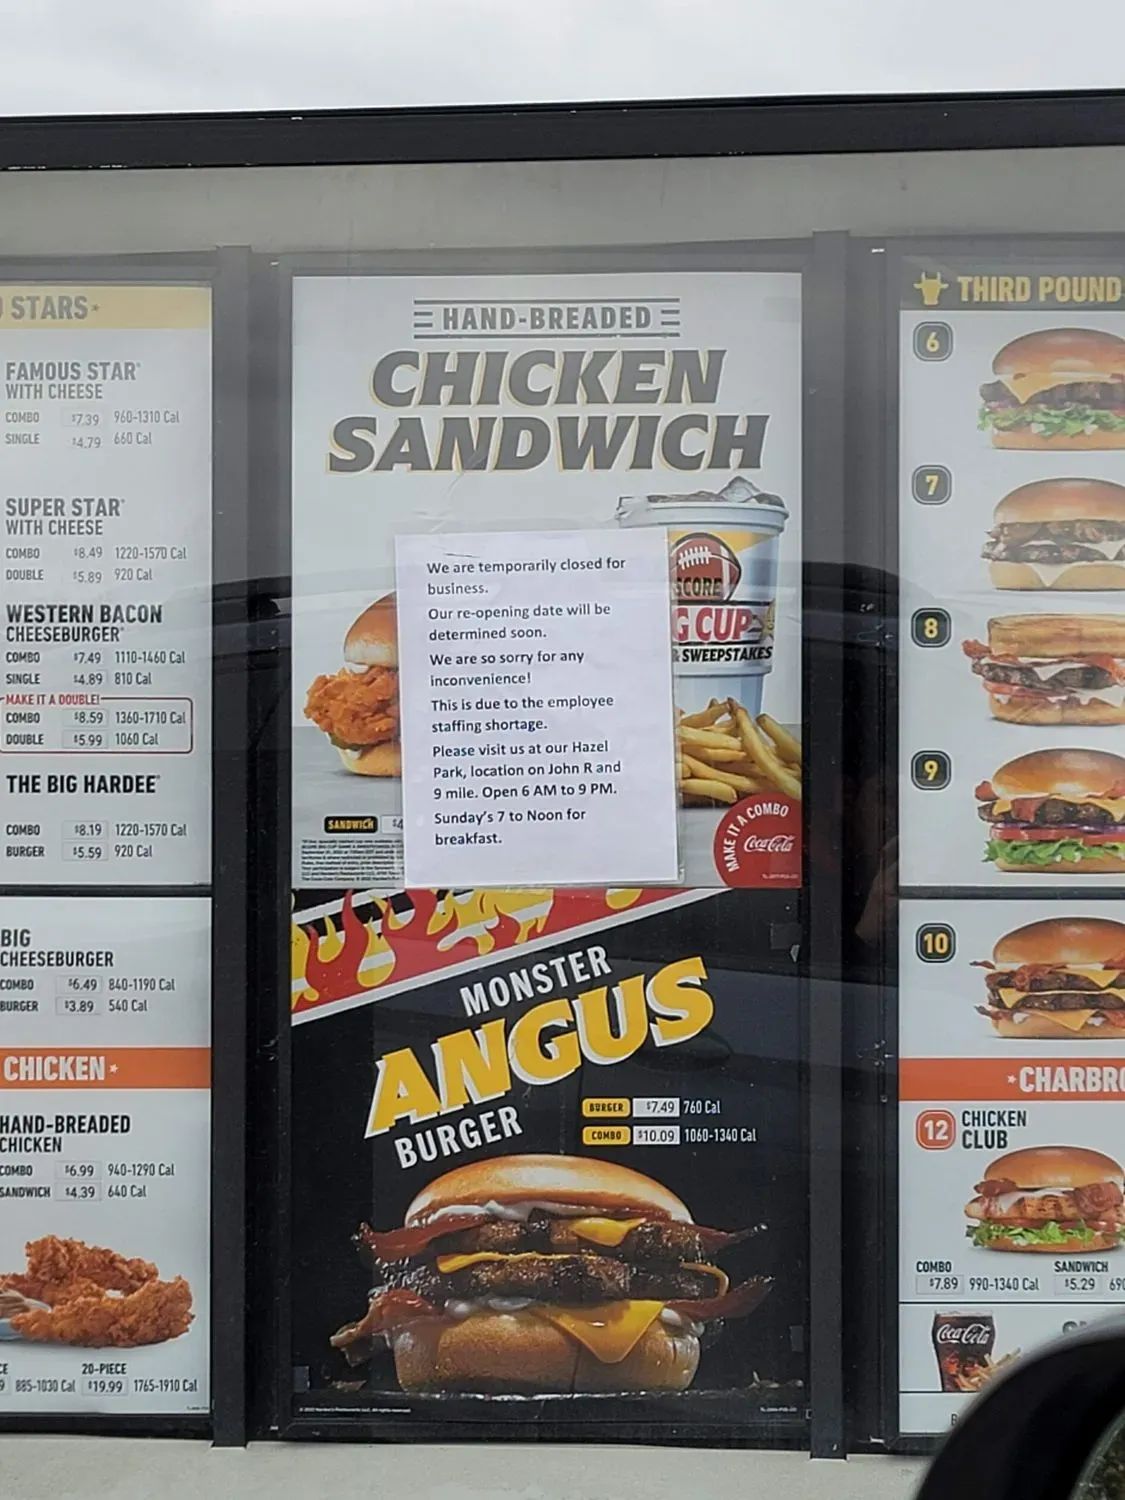 STARS
FAMOUS STAR®
WITH CHEESE
COMBO $7.39 960-1310 Cal
SINGLE $4.79 660 Cal
SUPER STAR®
WITH CHEESE
COMBO $8.49 1220-1570 Cal
DOUBLE $5.89 920 Cal
WESTERN BACON
CHEESEBURGER®
COMBO $7.49 1110-1460 Cal
SINGLE $4.89 810 Cal
MAKE IT A DOUBLE!
COMBO $8.59 1360-1710 Cal
DOUBLE $5.99 1060 Cal
THE BIG HARDEE®
COMBO $8.19 1220-1570 Cal
BURGER $5.59 920 Cal
BIG
CHEESEBURGER
COMBO $6.49 840-1190 Cal
BURGER $3.89 540 Cal
CHICKEN
HAND-BREADED
CHICKEN
COMBO $6.99 940-1290 Cal
SANDWICH $4.39 640 Cal
20-PIECE
885-1030 Cal $19.99 1765-1910 Cal
HAND-BREADED
CHICKEN
SANDWICH
SCORE
G CUP
& SWEEPSTAKES
We are temporarily closed for
business.
Our re-opening date will be
determined soon.
We are so sorry for any
inconvenience!
This is due to the employee
staffing shortage.
Please visit us at our Hazel
Park, location on John R and
9 mile. Open 6 AM to 9 PM.
Sunday's 7 to Noon for
breakfast.
SANDWICH $4
MAKE IT A COMBO
Coca-Cola
MONSTER
ANGUS
BURGER
BURGER $7.49 760 Cal
COMBO $10.09 1060-1340 Cal
THIRD POUND
6
7
8
9
10
CHARBRO
12 CHICKEN
CLUB
COMBO SANDWICH
$7.89 990-1340 Cal $5.29 690
Coca-Cola